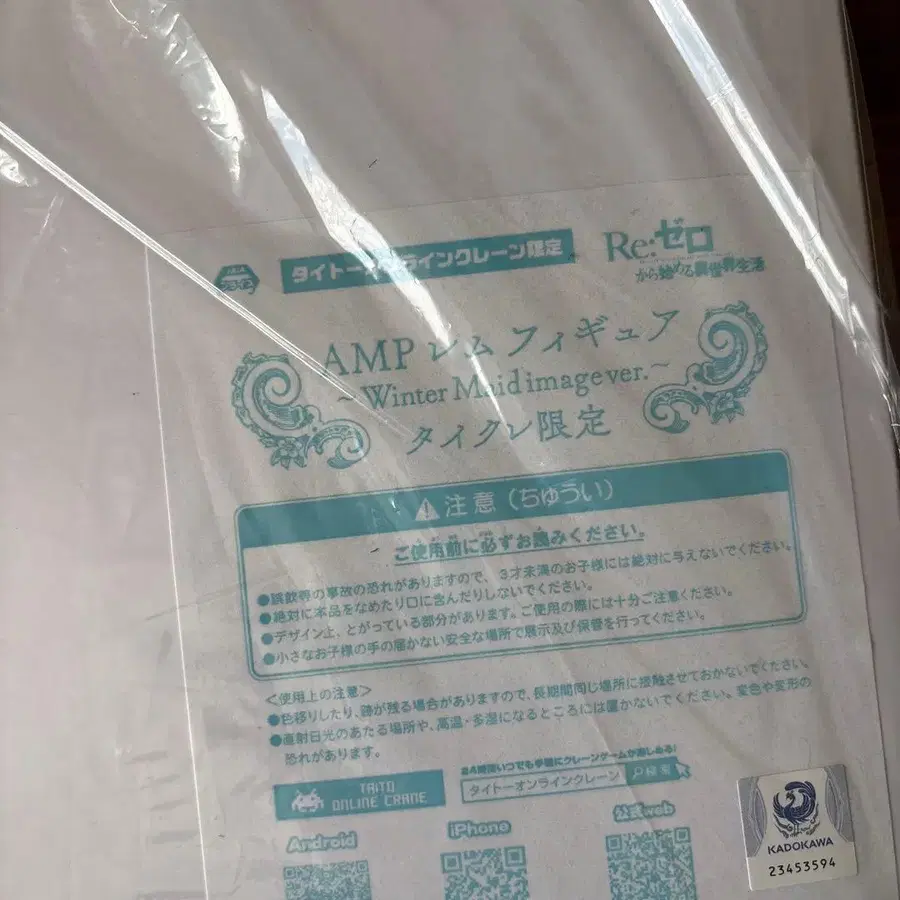 プライズ
タイトーオンラインクレーン限定
Re:ゼロ
から始める異世界生活
AMP レム フィギュア
~Winter Maid image ver.~
タイクレ限定
注意(ちゅうい)
ご使用前に必ずお読みください。
●誤飲等の事故の恐れがありますので、3才未満のお子様には絶対に与えないでください。
●絶対に本品をなめたり口に含んだりしないでください。
●デザイン上、とがっている部分があります。ご使用の際には十分ご注意ください。
●小さなお子様の手の届かない安全な場所で展示及び保管を行ってください。
<使用上の注意>
●色移りしたり、跡が残る場合がありますので、長期間同じ場所に接触させておかないでください。
●直射日光のあたる場所や、高温・多湿になるところには置かないでください。変色や変形の
恐れがあります。
TAITO
ONLINE CRANE
24時間いつでも手軽にクレーンゲームが楽しめる!
タイトーオンラインクレーン
検索
Android
iPhone
公式web
KADOKAWA
23453594